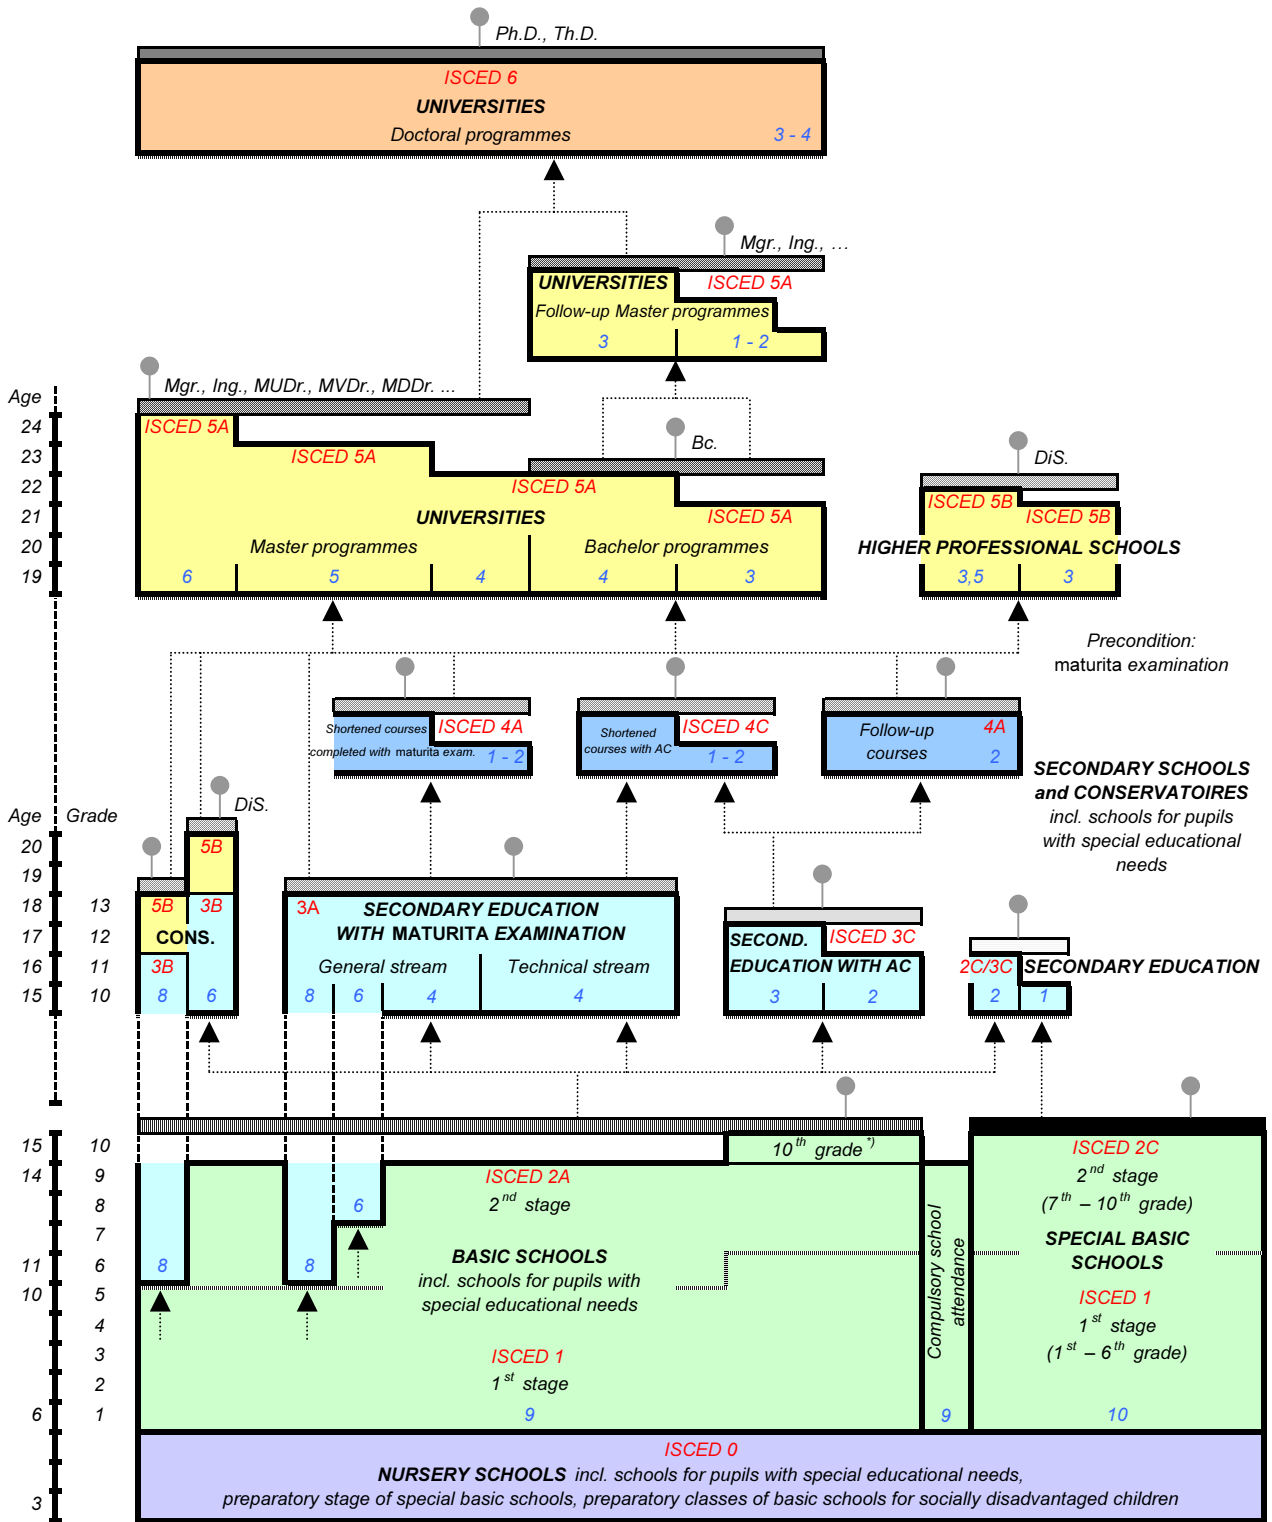 Ph.D., Th.D.
ISCED 6
UNIVERSITIES
Doctoral programmes 3 - 4
Mgr., Ing., ...
UNIVERSITIES ISCED 5A
Follow-up Master programmes
3 1 - 2
Mgr., Ing., MUDr., MVDr., MDDr. ...
Age
24 ISCED 5A
Bc.
DiS.
23 ISCED 5A
22 ISCED 5A
ISCED 5B
21 UNIVERSITIES ISCED 5A ISCED 5B
20 Master programmes Bachelor programmes HIGHER PROFESSIONAL SCHOOLS
19 6 5 4 4 3 3,5 3
Precondition:
maturita examination
Shortened courses
completed with maturita exam.
ISCED 4A
1 - 2
Shortened
courses with AC
ISCED 4C
1 - 2
Follow-up
courses
4A
2
SECONDARY SCHOOLS
and CONSERVATOIRES
incl. schools for pupils
with special educational
needs
DiS.
Age Grade
20 5B
19
18 13 5B 3B 3A SECONDARY EDUCATION
17 12 CONS. WITH MATURITA EXAMINATION SECOND. ISCED 3C
16 11 3B General stream Technical stream EDUCATION WITH AC 2C/3C SECONDARY EDUCATION
15 10 8 6 8 6 4 4 3 2 2 1
15 10 10th grade *)
14 9 ISCED 2A
8 6 2nd stage
7
11 6 8 8
10 5
4
3
2
6 1
BASIC SCHOOLS
incl. schools for pupils with
special educational needs
ISCED 1
1st stage
9
Compulsory school
attendance
9
ISCED 2C
2nd stage
(7th – 10th grade)
SPECIAL BASIC
SCHOOLS
ISCED 1
1st stage
(1st – 6th grade)
10
ISCED 0
NURSERY SCHOOLS incl. schools for pupils with special educational needs,
3 preparatory stage of special basic schools, preparatory classes of basic schools for socially disadvantaged children